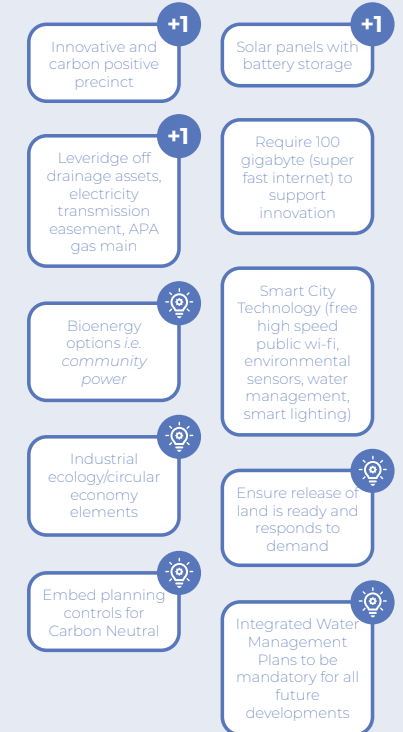 +1
Innovative and
carbon positive
precinct
+1
Leveridge off
drainage assets,
electricity
transmission
easement, APA
gas main
Bioenergy
options i.e.
community
power
Industrial
ecology/circular
economy
elements
Embed planning
controls for
Carbon Neutral
+1
Solar panels with
battery storage
Require 100
gigabyte (super
fast internet) to
support
innovation
Smart City
Technology (free
high speed
public wi-fi,
environmental
sensors, water
management,
smart lighting)
Ensure release of
land is ready and
responds to
demand
Integrated Water
Management
Plans to be
mandatory for all
future
developments